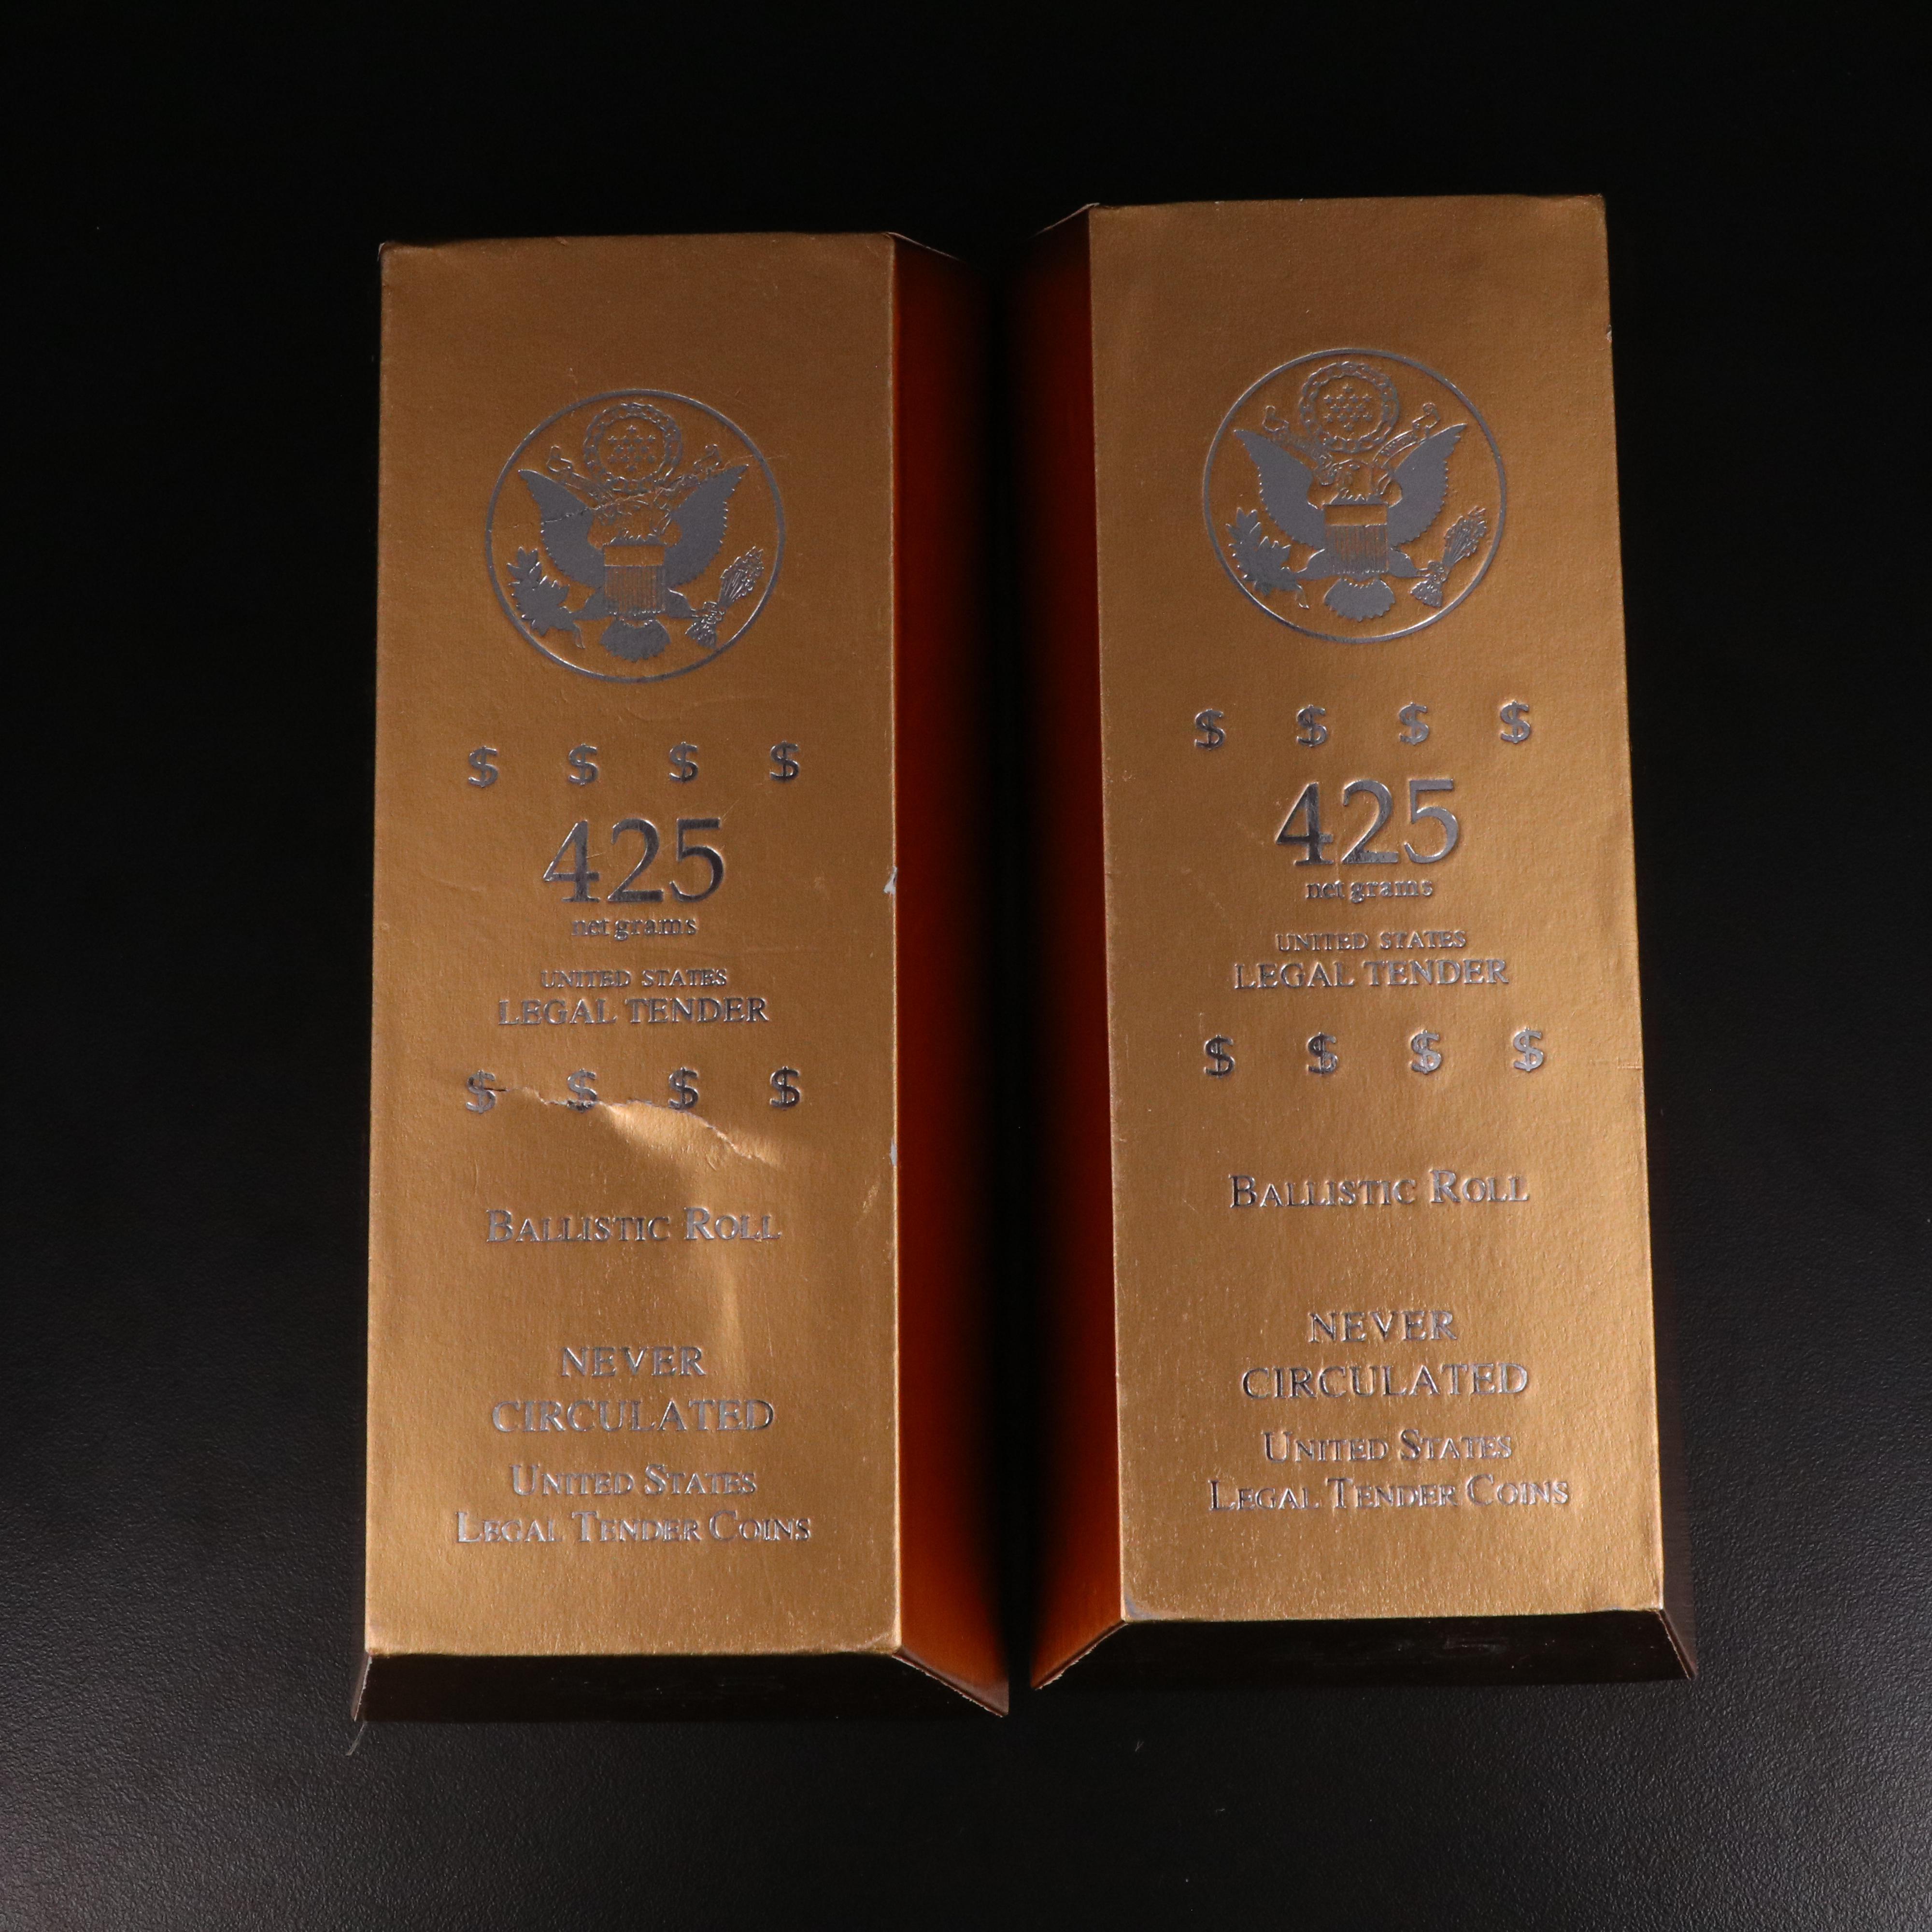 $ $ $ $
425
net grams
UNITED STATES
LEGAL TENDER
$ $ $ $
BALLISTIC ROLL
NEVER
CIRCULATED
UNITED STATES
LEGAL TENDER COINS
$ $ $ $
425
net grams
UNITED STATES
LEGAL TENDER
$ $ $ $
BALLISTIC ROLL
NEVER
CIRCULATED
UNITED STATES
LEGAL TENDER COINS